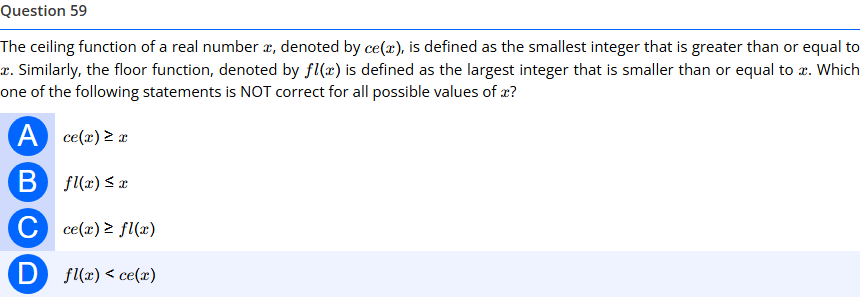 Question 59
The ceiling function of a real number x, denoted by ce(x), is defined as the smallest integer that is greater than or equal to
x. Similarly, the floor function, denoted by fl(x) is defined as the largest integer that is smaller than or equal to x. Which
one of the following statements is NOT correct for all possible values of x?
A ce(x) ≥ x
B fl(x) ≤ x
C ce(x) ≥ fl(x)
D fl(x) < ce(x)